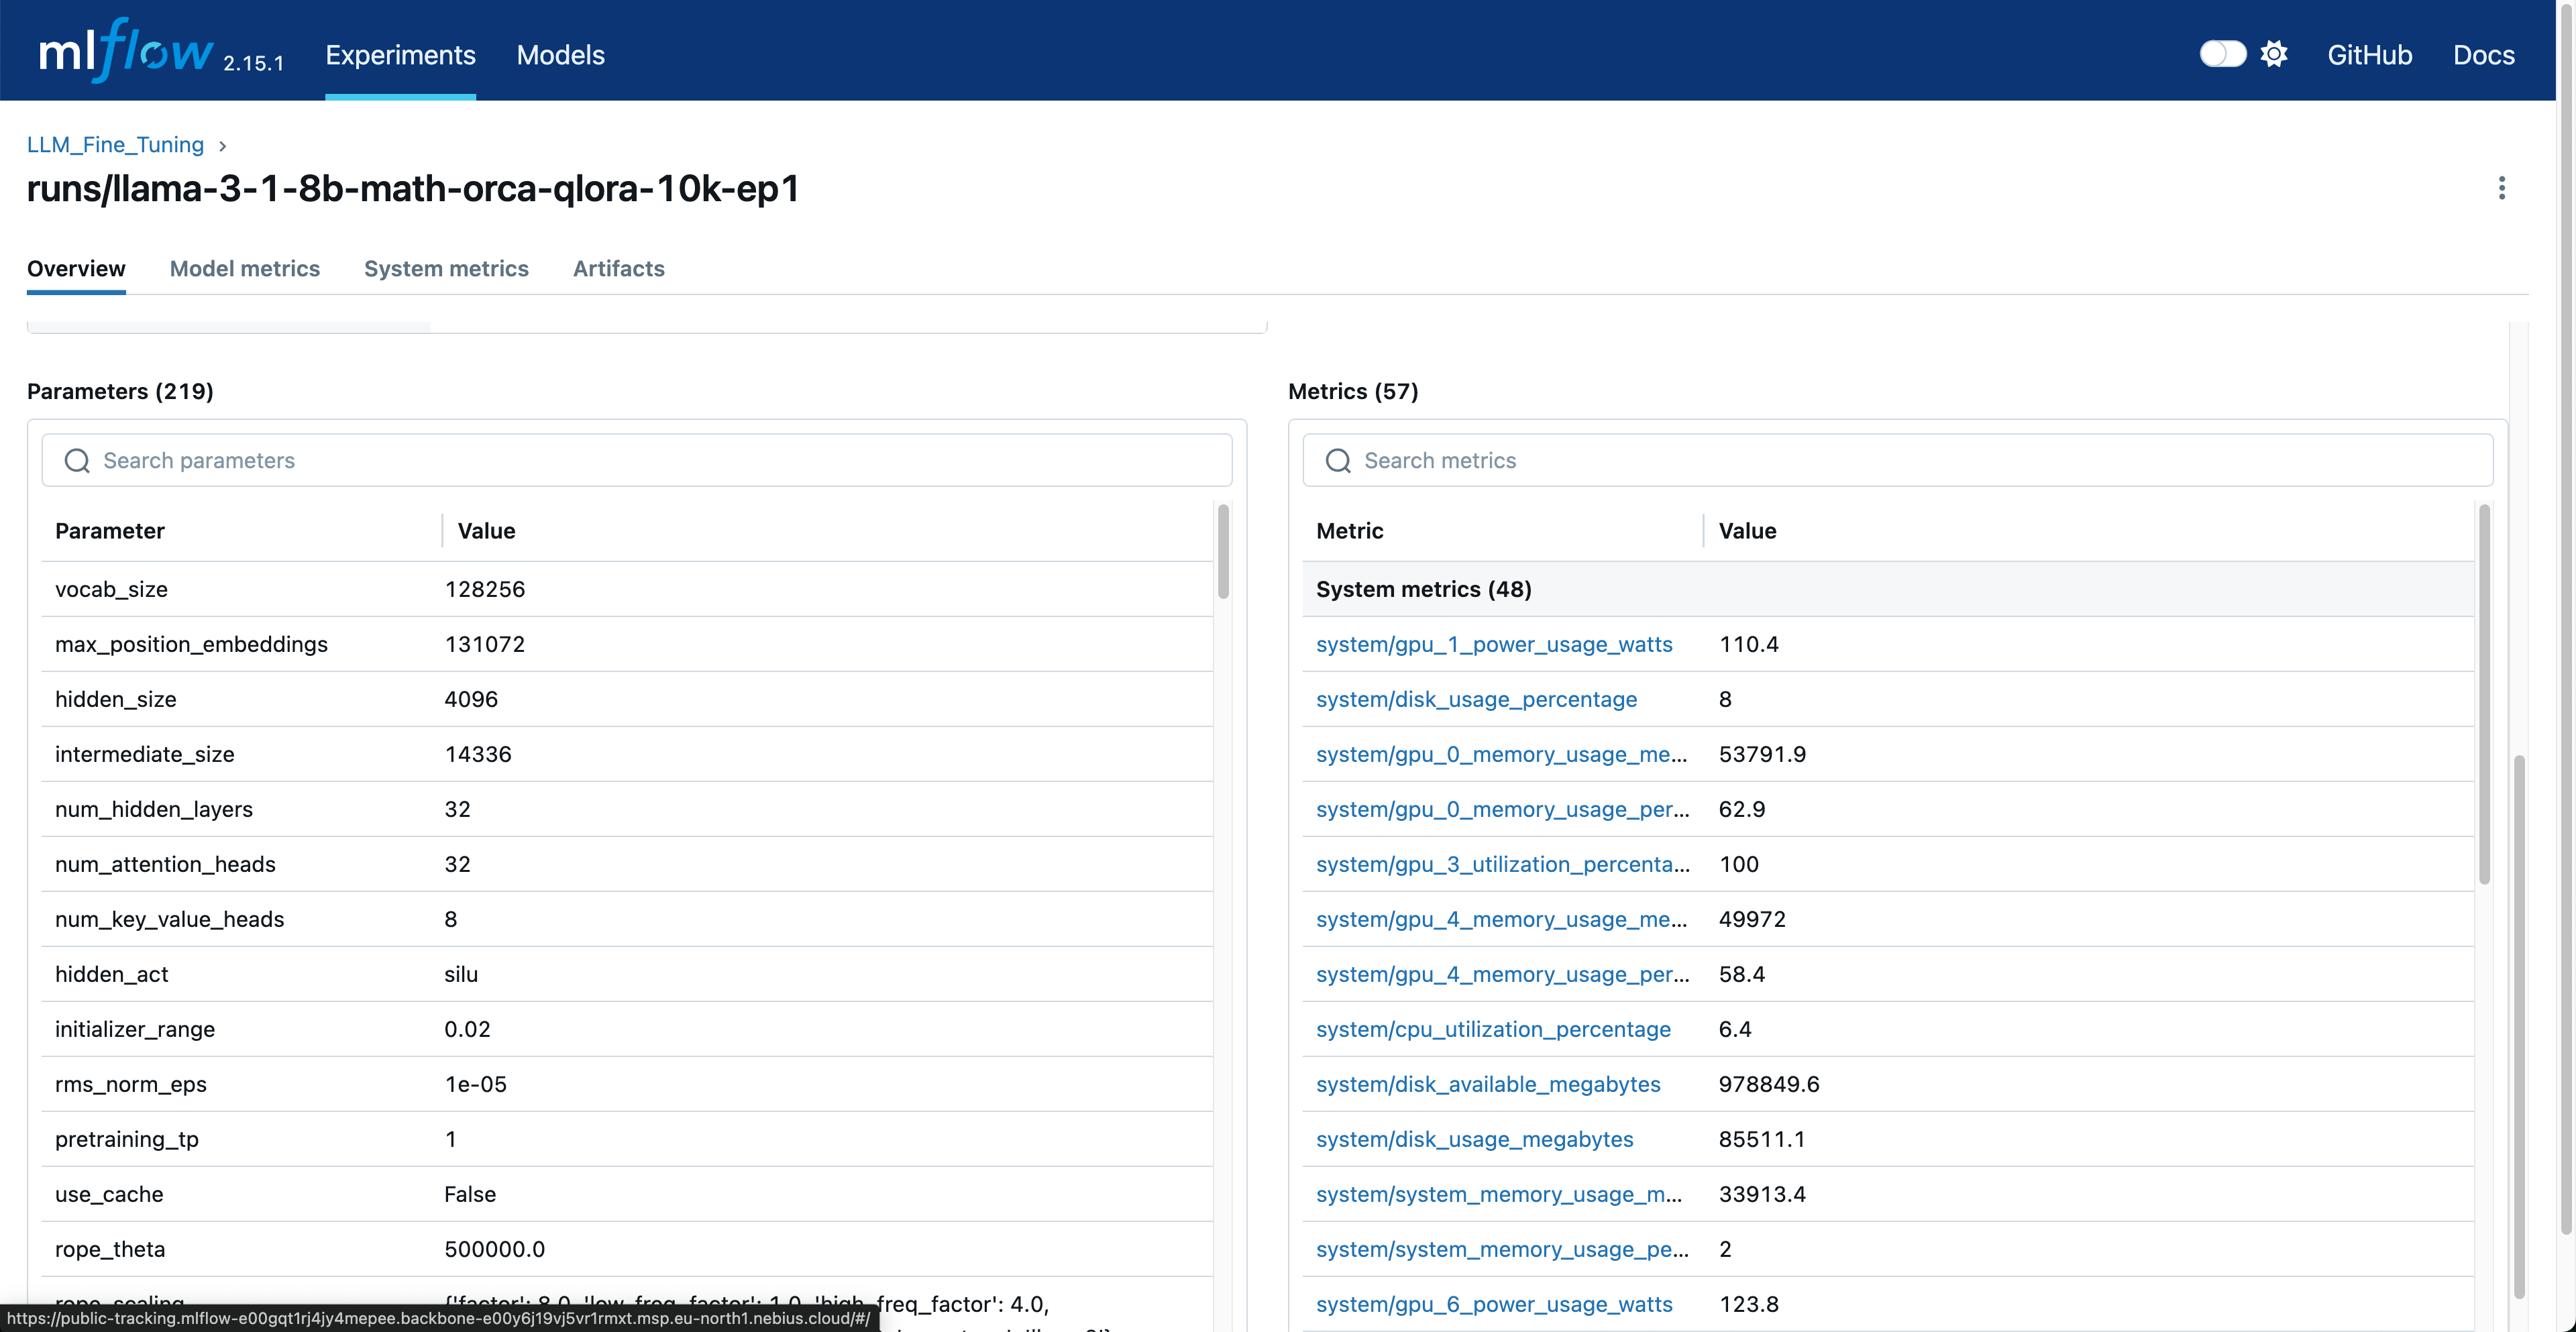 mlflow 2.15.1 Experiments Models GitHub Docs
LLM_Fine_Tuning
runs/llama-3-1-8b-math-orca-qlora-10k-ep1
Overview Model metrics System metrics Artifacts
Parameters (219)
Search parameters
Parameter Value
vocab_size 128256
max_position_embeddings 131072
hidden_size 4096
intermediate_size 14336
num_hidden_layers 32
num_attention_heads 32
num_key_value_heads 8
hidden_act silu
initializer_range 0.02
rms_norm_eps 1e-05
pretraining_tp 1
use_cache False
rope_theta 500000.0
rope_scaling {'factor': 8.0, 'low_freq_factor': 1.0, 'high_freq_factor': 4.0,
Metrics (57)
Search metrics
Metric Value
System metrics (48)
system/gpu_1_power_usage_watts 110.4
system/disk_usage_percentage 8
system/gpu_0_memory_usage_me... 53791.9
system/gpu_0_memory_usage_per... 62.9
system/gpu_3_utilization_percenta... 100
system/gpu_4_memory_usage_me... 49972
system/gpu_4_memory_usage_per... 58.4
system/cpu_utilization_percentage 6.4
system/disk_available_megabytes 978849.6
system/disk_usage_megabytes 85511.1
system/system_memory_usage_m... 33913.4
system/system_memory_usage_pe... 2
system/gpu_6_power_usage_watts 123.8
https://public-tracking.mlflow-e00gqt1rj4jy4mepee.backbone-e00y6j19vj5vr1rmxt.msp.eu-north1.nebius.cloud/#/